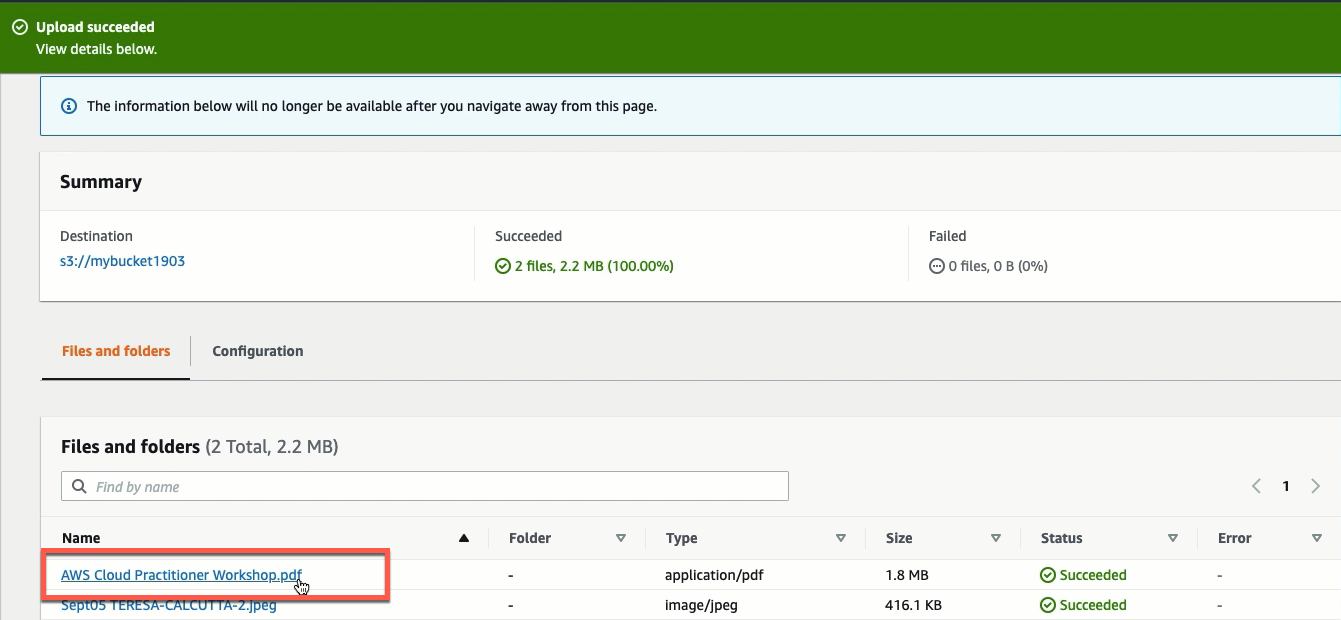 Upload succeeded
View details below.
The information below will no longer be available after you navigate away from this page.
Summary
Destination Succeeded Failed
s3://mybucket1903 2 files, 2.2 MB (100.00%) 0 files, 0 B (0%)
Files and folders Configuration
Files and folders (2 Total, 2.2 MB)
Find by name 1
Name Folder Type Size Status Error
AWS Cloud Practitioner Workshop.pdf - application/pdf 1.8 MB Succeeded -
Sept05 TERESA-CALCUTTA-2.jpeg - image/jpeg 416.1 KB Succeeded -